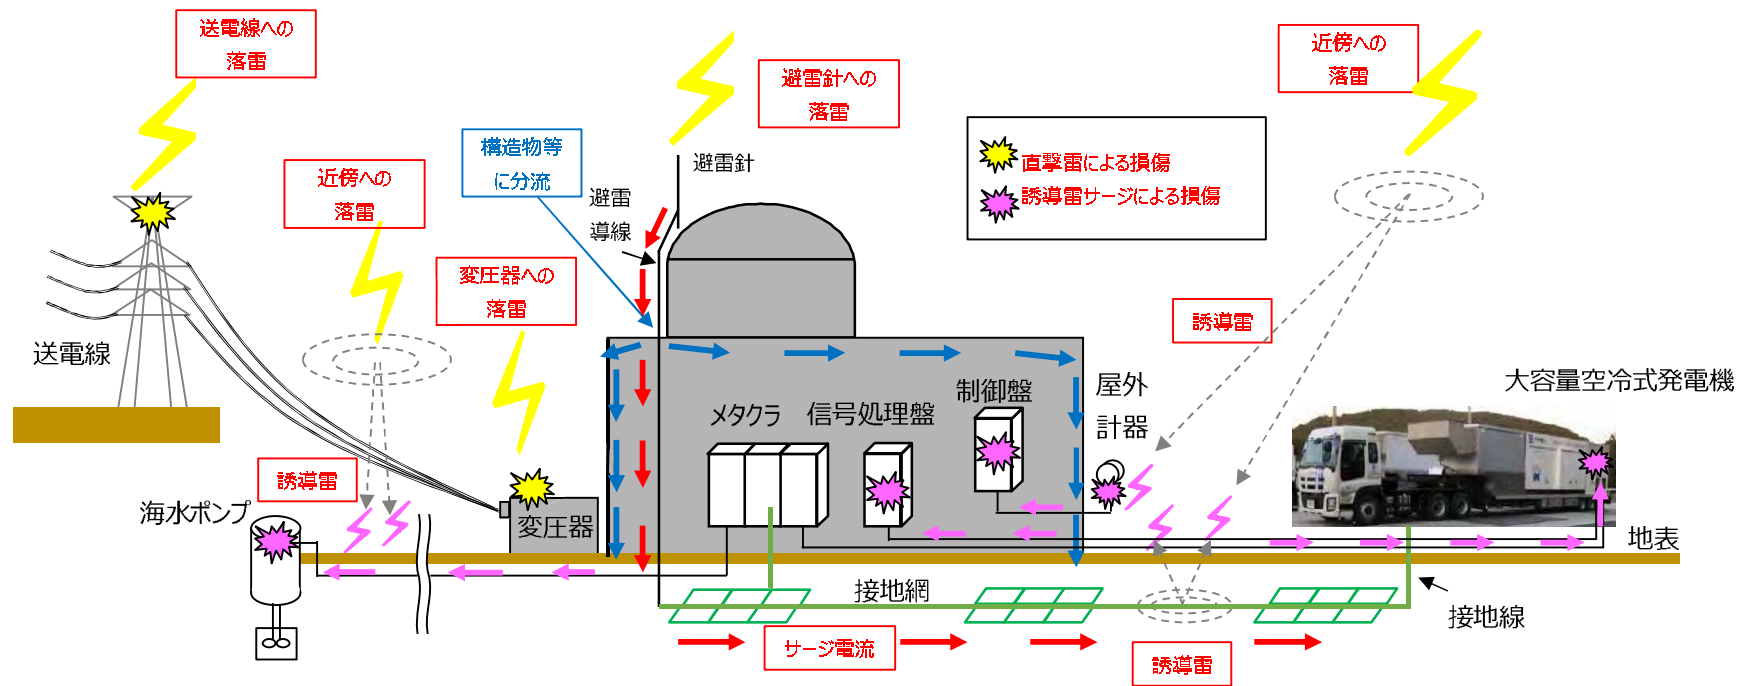 送電線への
落雷
近傍への
落雷
避雷針への
落雷
構造物等
に分流
避雷針
避雷
導線
直撃雷による損傷
誘導雷サージによる損傷
近傍への
落雷
変圧器への
落雷
誘導雷
送電線
大容量空冷式発電機
制御盤
屋外
計器
メタクラ
信号処理盤
誘導雷
海水ポンプ
変圧器
地表
接地網
接地線
サージ電流
誘導雷